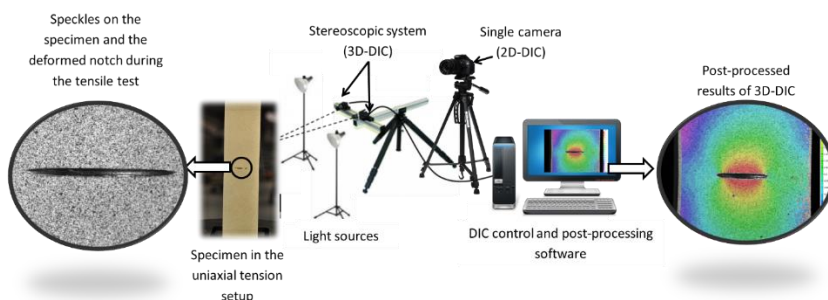 Speckles on the
specimen and the
deformed notch during
the tensile test
Stereoscopic system
(3D-DIC)
Single camera
(2D-DIC)
Post-processed
results of 3D-DIC
Light sources
DIC control and post-processing
software
Specimen in the
uniaxial tension
setup